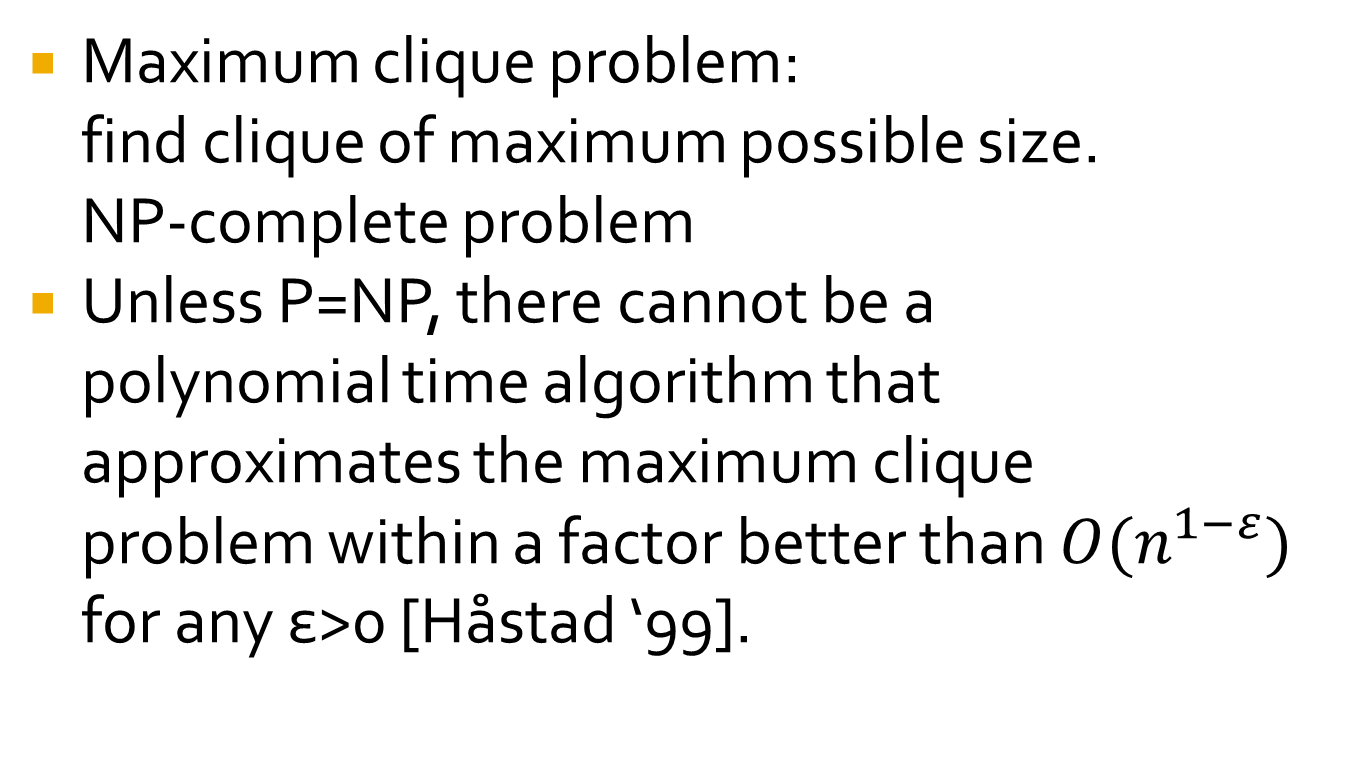 Maximum clique problem:
find clique of maximum possible size.
NP-complete problem
Unless P=NP, there cannot be a
polynomial time algorithm that
approximates the maximum clique
problem within a factor better than 𝑂(𝑛^{1−𝜀})
for any ε>0 [Håstad ‘99].